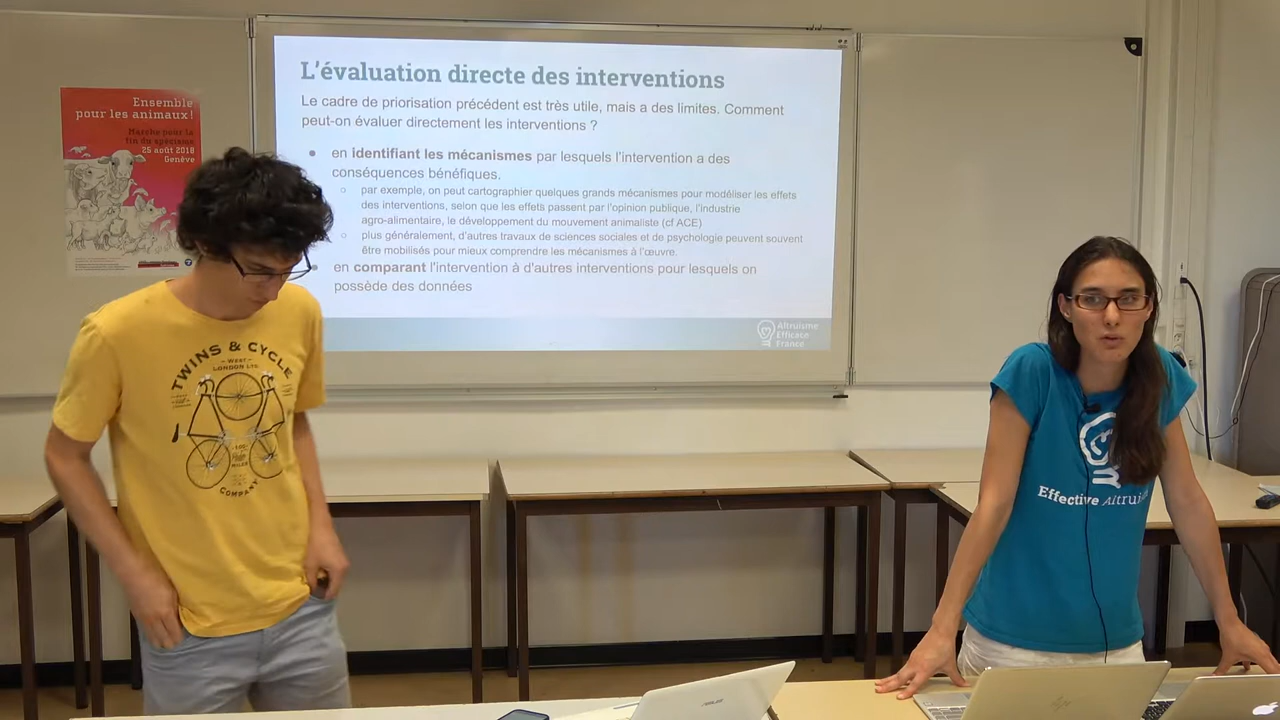 L'évaluation directe des interventions
Le cadre de priorisation précédent est très utile, mais a des limites. Comment
peut-on évaluer directement les interventions ?
en identifiant les mécanismes par lesquels l'intervention a des
conséquences bénéfiques.
par exemple, on peut cartographier quelques grands mécanismes pour modéliser les effets
des interventions, selon que les effets passent par l'opinion publique, l'industrie
agro-alimentaire, le développement du mouvement animaliste (cf ACE)
plus généralement, d'autres travaux de sciences sociales et de psychologie peuvent souvent
être mobilisés pour mieux comprendre les mécanismes à l'œuvre.
en comparant l'intervention à d'autres interventions pour lesquels on
possède des données
Altruisme
Efficace
France
Ensemble
pour les animaux!
Marche pour la
fin du spécisme
25 août 2018
Genève
TWINS & CYCLE
WEST
LONDON LTD
COMPANY
Effective Altruis
ASUS
hp